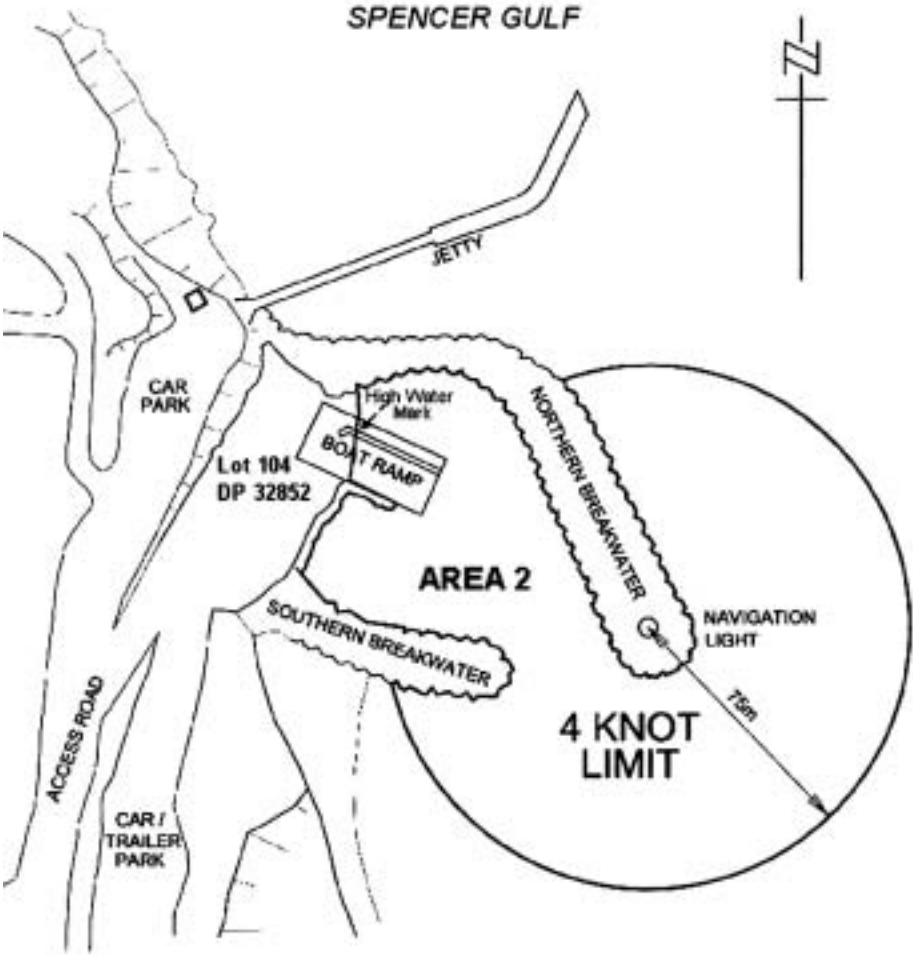 SPENCER GULF
N
JETTY
CAR
PARK
High Water
Mark
BOAT RAMP
Lot 104
DP 32852
NORTHERN BREAKWATER
AREA 2
SOUTHERN BREAKWATER
NAVIGATION
LIGHT
75m
4 KNOT
LIMIT
ACCESS ROAD
CAR /
TRAILER
PARK